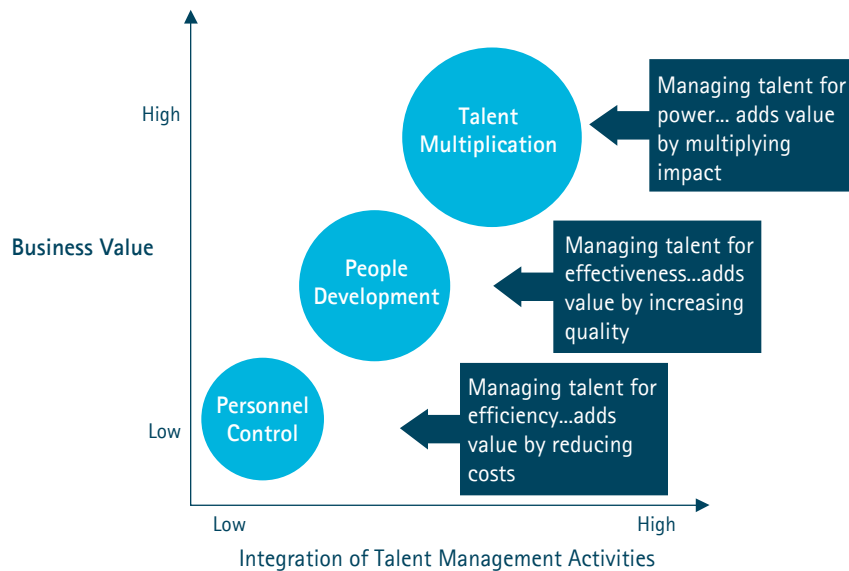 High
Business Value
Low
Talent
Multiplication
Managing talent for
power... adds value
by multiplying
impact
People
Development
Managing talent for
effectiveness...adds
value by increasing
quality
Personnel
Control
Managing talent for
efficiency...adds
value by reducing
costs
Low
High
Integration of Talent Management Activities